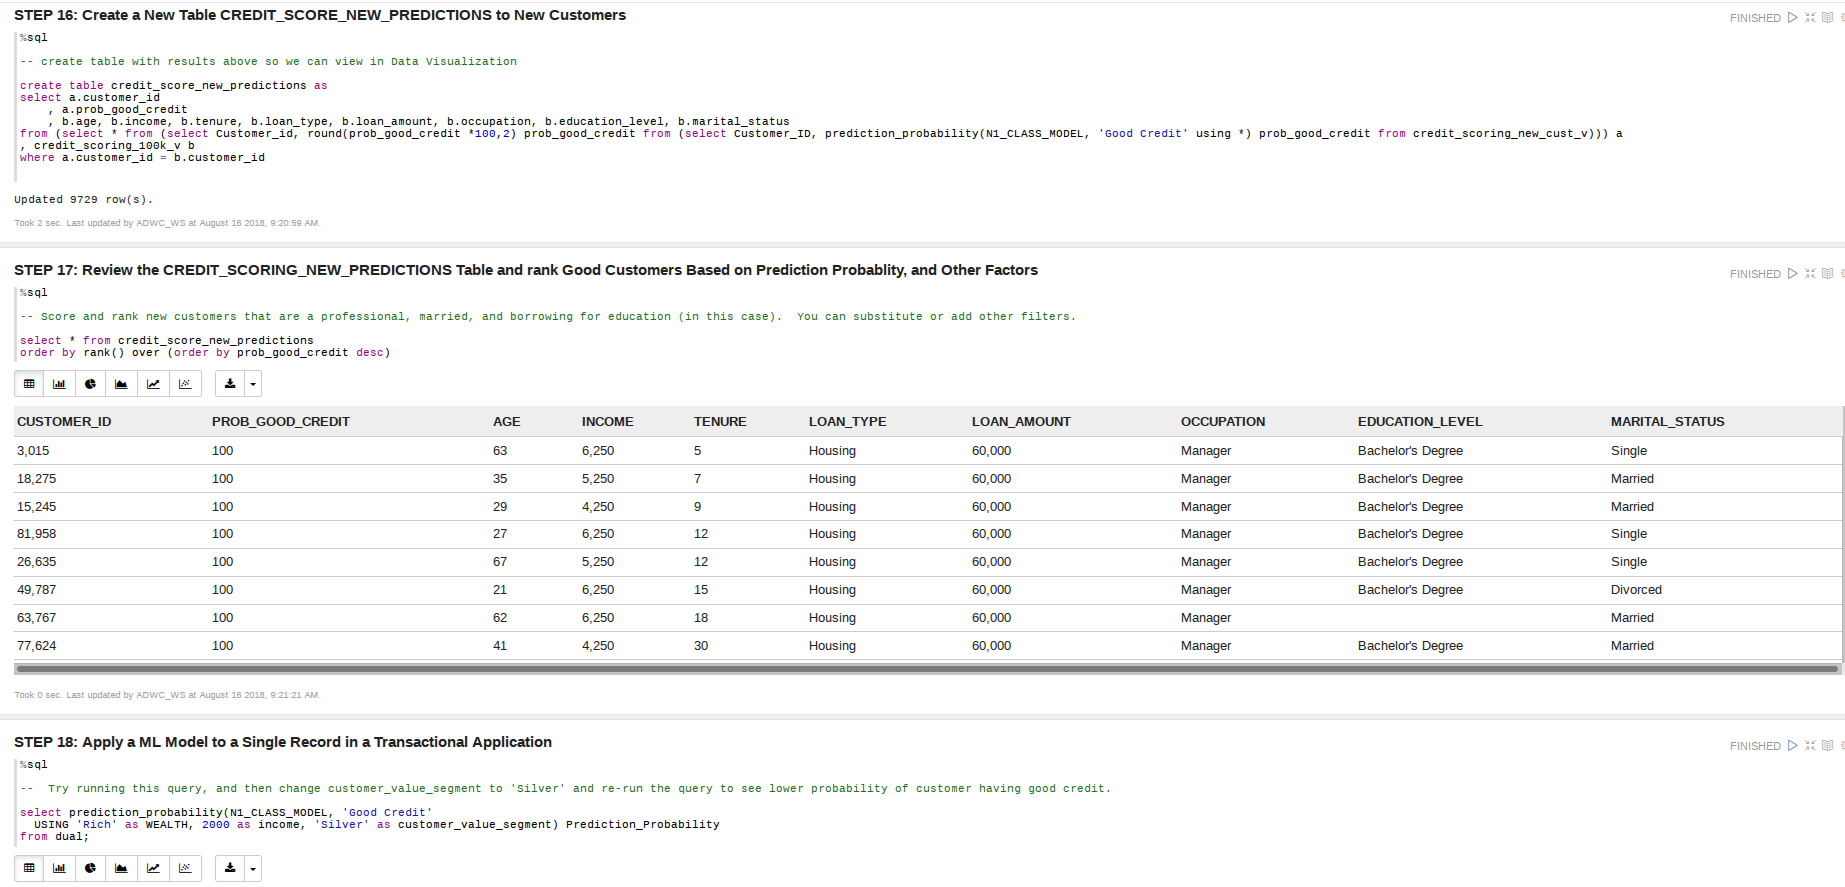 STEP 16: Create a New Table CREDIT_SCORE_NEW_PREDICTIONS to New Customers
FINISHED
%sql
-- create table with results above so we can view in Data Visualization
create table credit_score_new_predictions as
select a.customer_id
, a.prob_good_credit
, b.age, b.income, b.tenure, b.loan_type, b.loan_amount, b.occupation, b.education_level, b.marital_status
from (select * from (select Customer_id, round(prob_good_credit *100,2) prob_good_credit from (select Customer_ID, prediction_probability(N1_CLASS_MODEL, 'Good Credit' using *) prob_good_credit from credit_scoring_new_cust_v))) a
, credit_scoring_100k_v b
where a.customer_id = b.customer_id
Updated 9729 row(s).
Took 2 sec. Last updated by ADWC_WS at August 16 2018, 9:20:59 AM.
STEP 17: Review the CREDIT_SCORING_NEW_PREDICTIONS Table and rank Good Customers Based on Prediction Probablity, and Other Factors
FINISHED
%sql
-- Score and rank new customers that are a professional, married, and borrowing for education (in this case).  You can substitute or add other filters.
select * from credit_score_new_predictions
order by rank() over (order by prob_good_credit desc)
CUSTOMER_ID PROB_GOOD_CREDIT AGE INCOME TENURE LOAN_TYPE LOAN_AMOUNT OCCUPATION EDUCATION_LEVEL MARITAL_STATUS
3,015 100 63 6,250 5 Housing 60,000 Manager Bachelor's Degree Single
18,275 100 35 5,250 7 Housing 60,000 Manager Bachelor's Degree Married
15,245 100 29 4,250 9 Housing 60,000 Manager Bachelor's Degree Married
81,958 100 27 6,250 12 Housing 60,000 Manager Bachelor's Degree Single
26,635 100 67 5,250 12 Housing 60,000 Manager Bachelor's Degree Single
49,787 100 21 6,250 15 Housing 60,000 Manager Bachelor's Degree Divorced
63,767 100 62 6,250 18 Housing 60,000 Manager Married
77,624 100 41 4,250 30 Housing 60,000 Manager Bachelor's Degree Married
Took 0 sec. Last updated by ADWC_WS at August 16 2018, 9:21:21 AM.
STEP 18: Apply a ML Model to a Single Record in a Transactional Application
FINISHED
%sql
--  Try running this query, and then change customer_value_segment to 'Silver' and re-run the query to see lower probability of customer having good credit.
select prediction_probability(N1_CLASS_MODEL, 'Good Credit'
USING 'Rich' as WEALTH, 2000 as income, 'Silver' as customer_value_segment) Prediction_Probability
from dual;